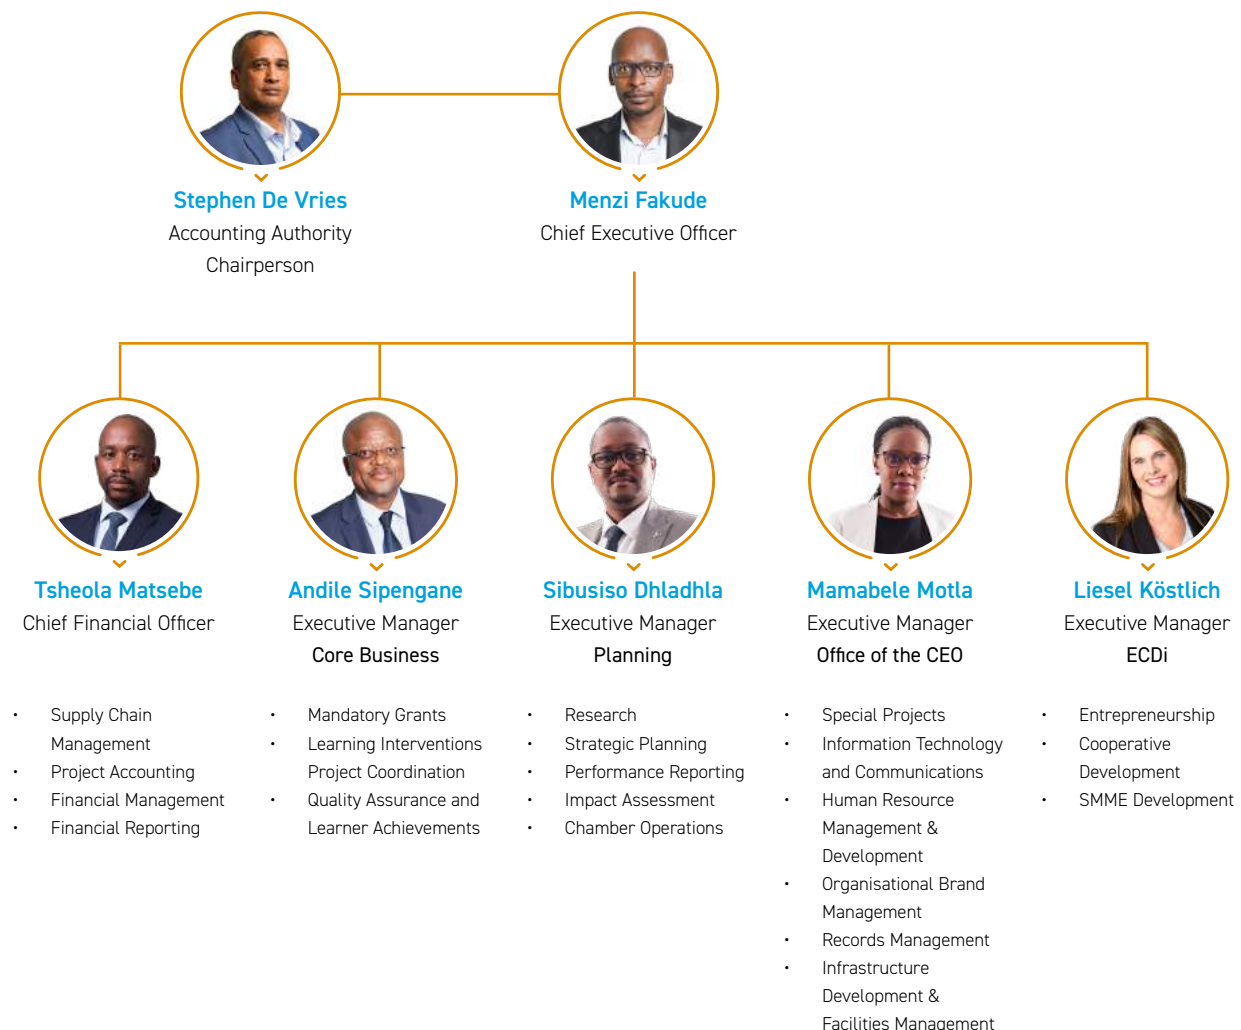 Stephen De Vries
Accounting Authority
Chairperson
Menzi Fakude
Chief Executive Officer
Tsheola Matsebe
Chief Financial Officer
• Supply Chain
Management
• Project Accounting
• Financial Management
• Financial Reporting
Andile Sipengane
Executive Manager
Core Business
• Mandatory Grants
• Learning Interventions
Project Coordination
• Quality Assurance and
Learner Achievements
Sibusiso Dhladhla
Executive Manager
Planning
• Research
• Strategic Planning
• Performance Reporting
• Impact Assessment
• Chamber Operations
Mamabele Motla
Executive Manager
Office of the CEO
• Special Projects
• Information Technology
and Communications
• Human Resource
Management &
Development
• Organisational Brand
Management
• Records Management
• Infrastructure
Development &
Facilities Management
Liesel Köstlich
Executive Manager
ECDi
• Entrepreneurship
• Cooperative
Development
• SMME Development